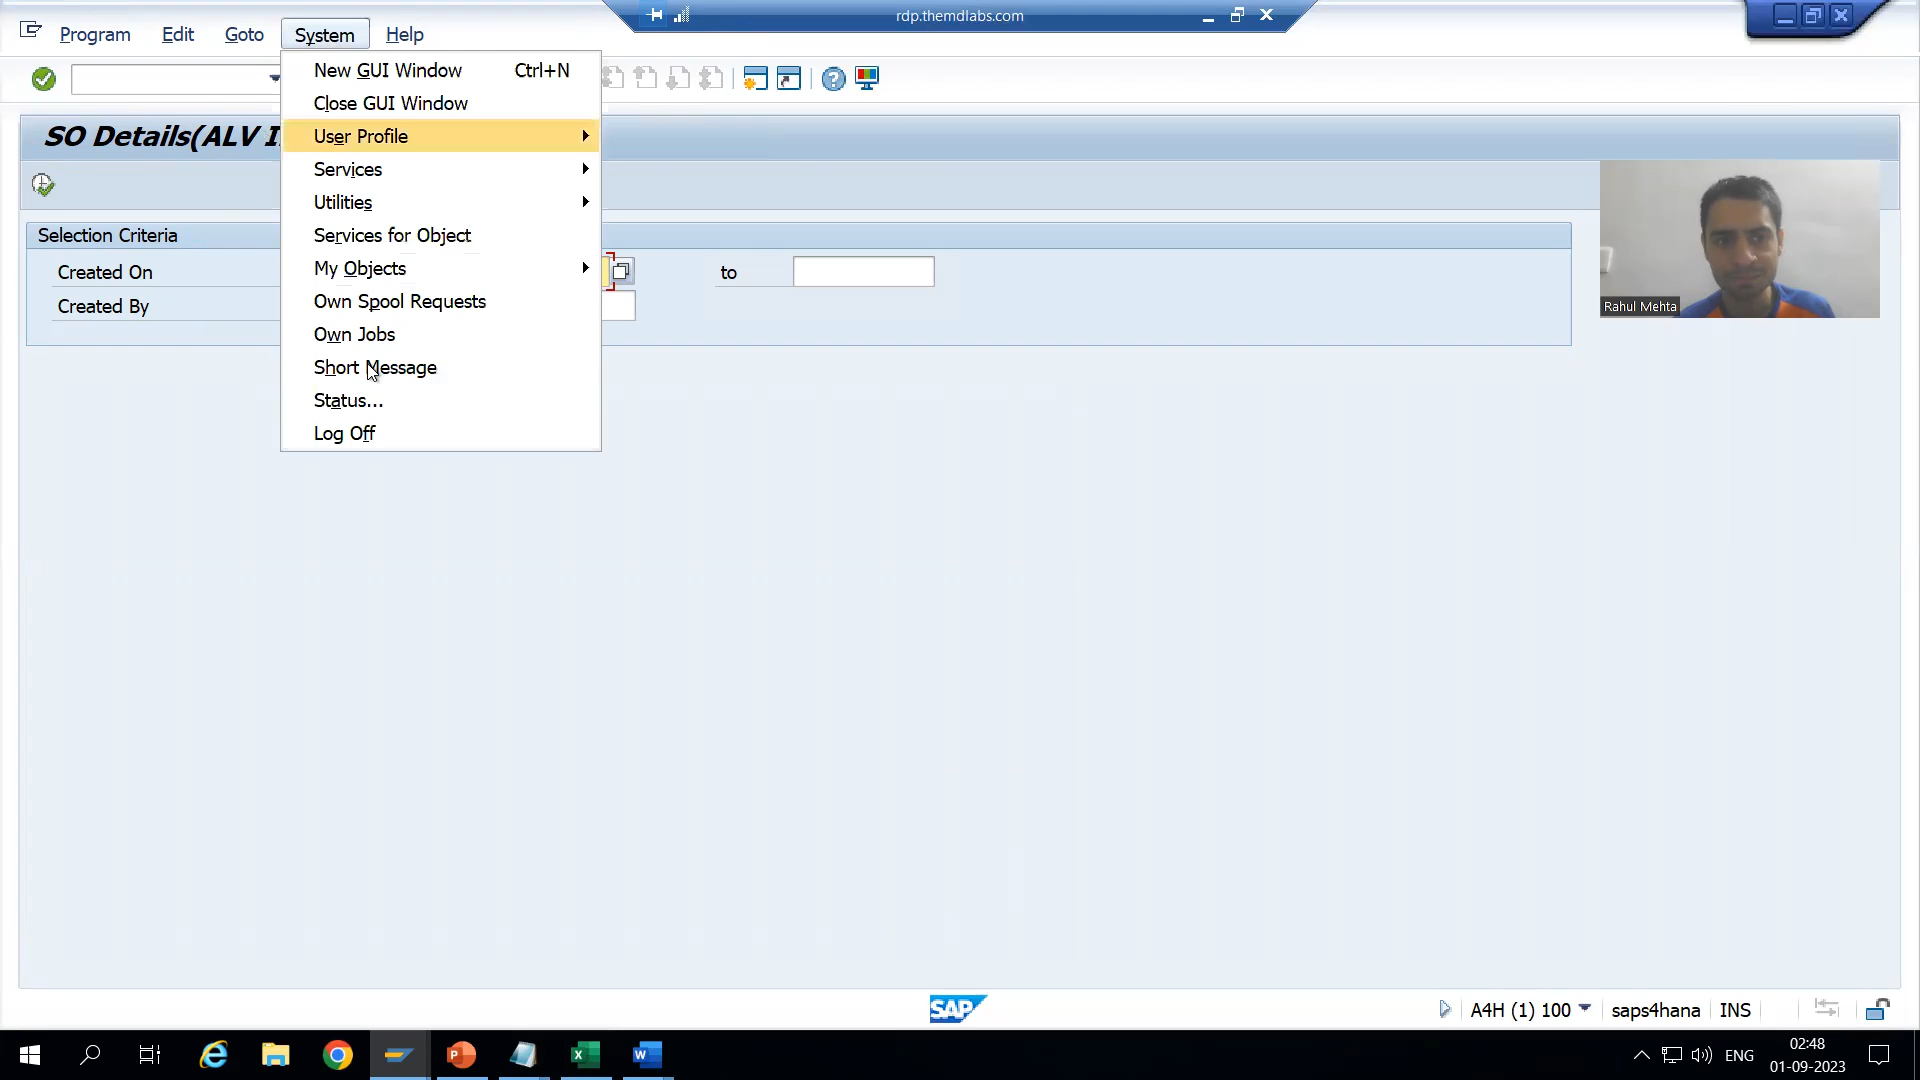 rdp.themdlabs.com
Program Edit Goto System Help
New GUI Window Ctrl+N
Close GUI Window
SO Details(ALV I
User Profile
Services
Utilities
Selection Criteria
Services for Object
Created On
My Objects
to
Created By
Own Spool Requests
Rahul Mehta
Own Jobs
Short Message
Status...
Log Off
SAP
A4H (1) 100 saps4hana INS
ENG
02:48
01-09-2023